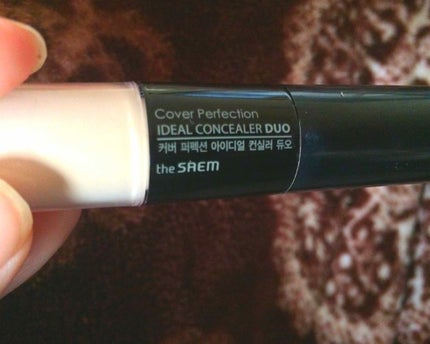 Cover Perfection
IDEAL CONCEALER DUO
커버 퍼펙션 아이디얼 컨실러 듀오
the SAEM